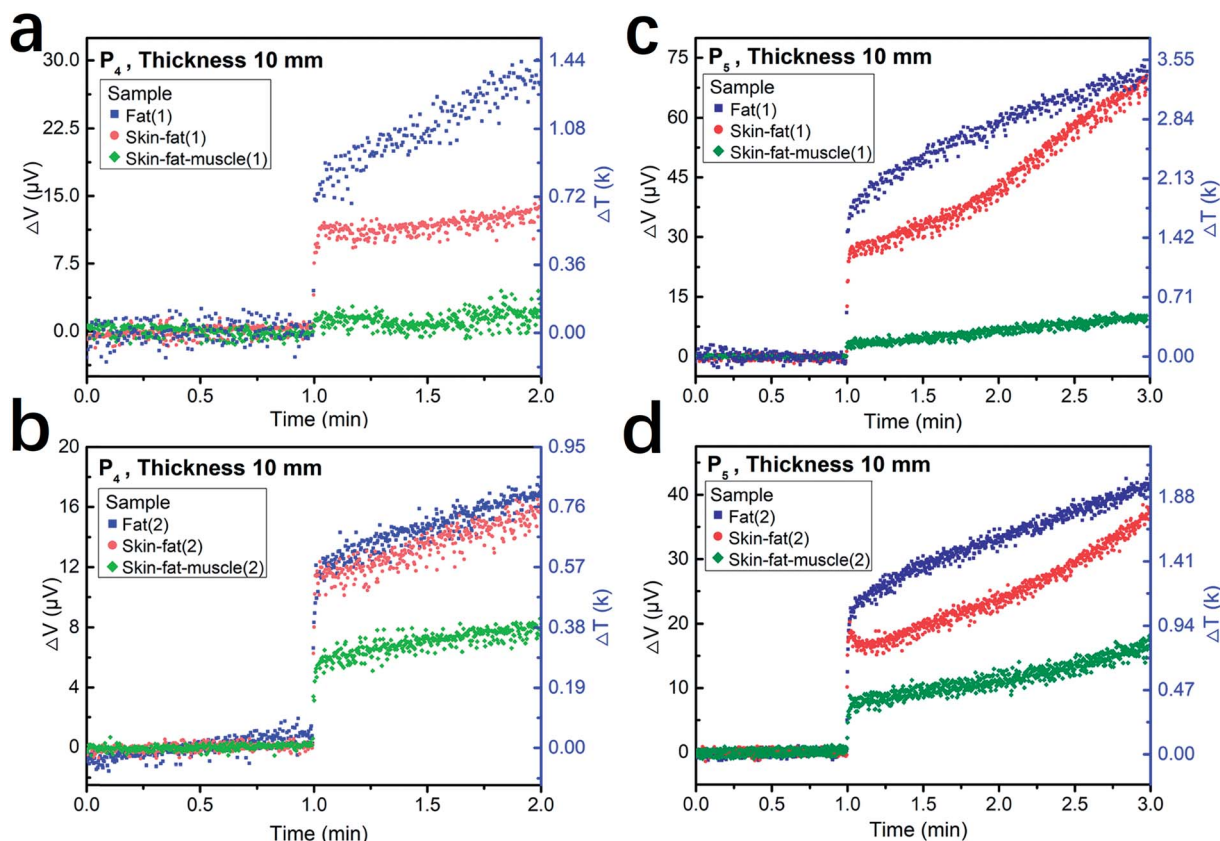 a
P4 , Thickness 10 mm
Sample
Fat(1)
Skin-fat(1)
Skin-fat-muscle(1)
30.0
22.5
15.0
7.5
0.0
△V (μV)
1.44
1.08
0.72
0.36
0.00
△T (k)
0.0
0.5
1.0
1.5
2.0
Time (min)
c
P5 , Thickness 10 mm
Sample
Fat(1)
Skin-fat(1)
Skin-fat-muscle(1)
75
60
45
30
15
0
△V (μV)
3.55
2.84
2.13
1.42
0.71
0.00
△T (k)
0.0
0.5
1.0
1.5
2.0
2.5
3.0
Time (min)
b
P4 , Thickness 10 mm
Sample
Fat(2)
Skin-fat(2)
Skin-fat-muscle(2)
20
16
12
8
4
0
△V (μV)
0.95
0.76
0.57
0.38
0.19
0.00
△T (k)
0.0
0.5
1.0
1.5
2.0
Time (min)
d
P5 , Thickness 10 mm
Sample
Fat(2)
Skin-fat(2)
Skin-fat-muscle(2)
40
30
20
10
0
△V (μV)
1.88
1.41
0.94
0.47
0.00
△T (k)
0.0
0.5
1.0
1.5
2.0
2.5
3.0
Time (min)